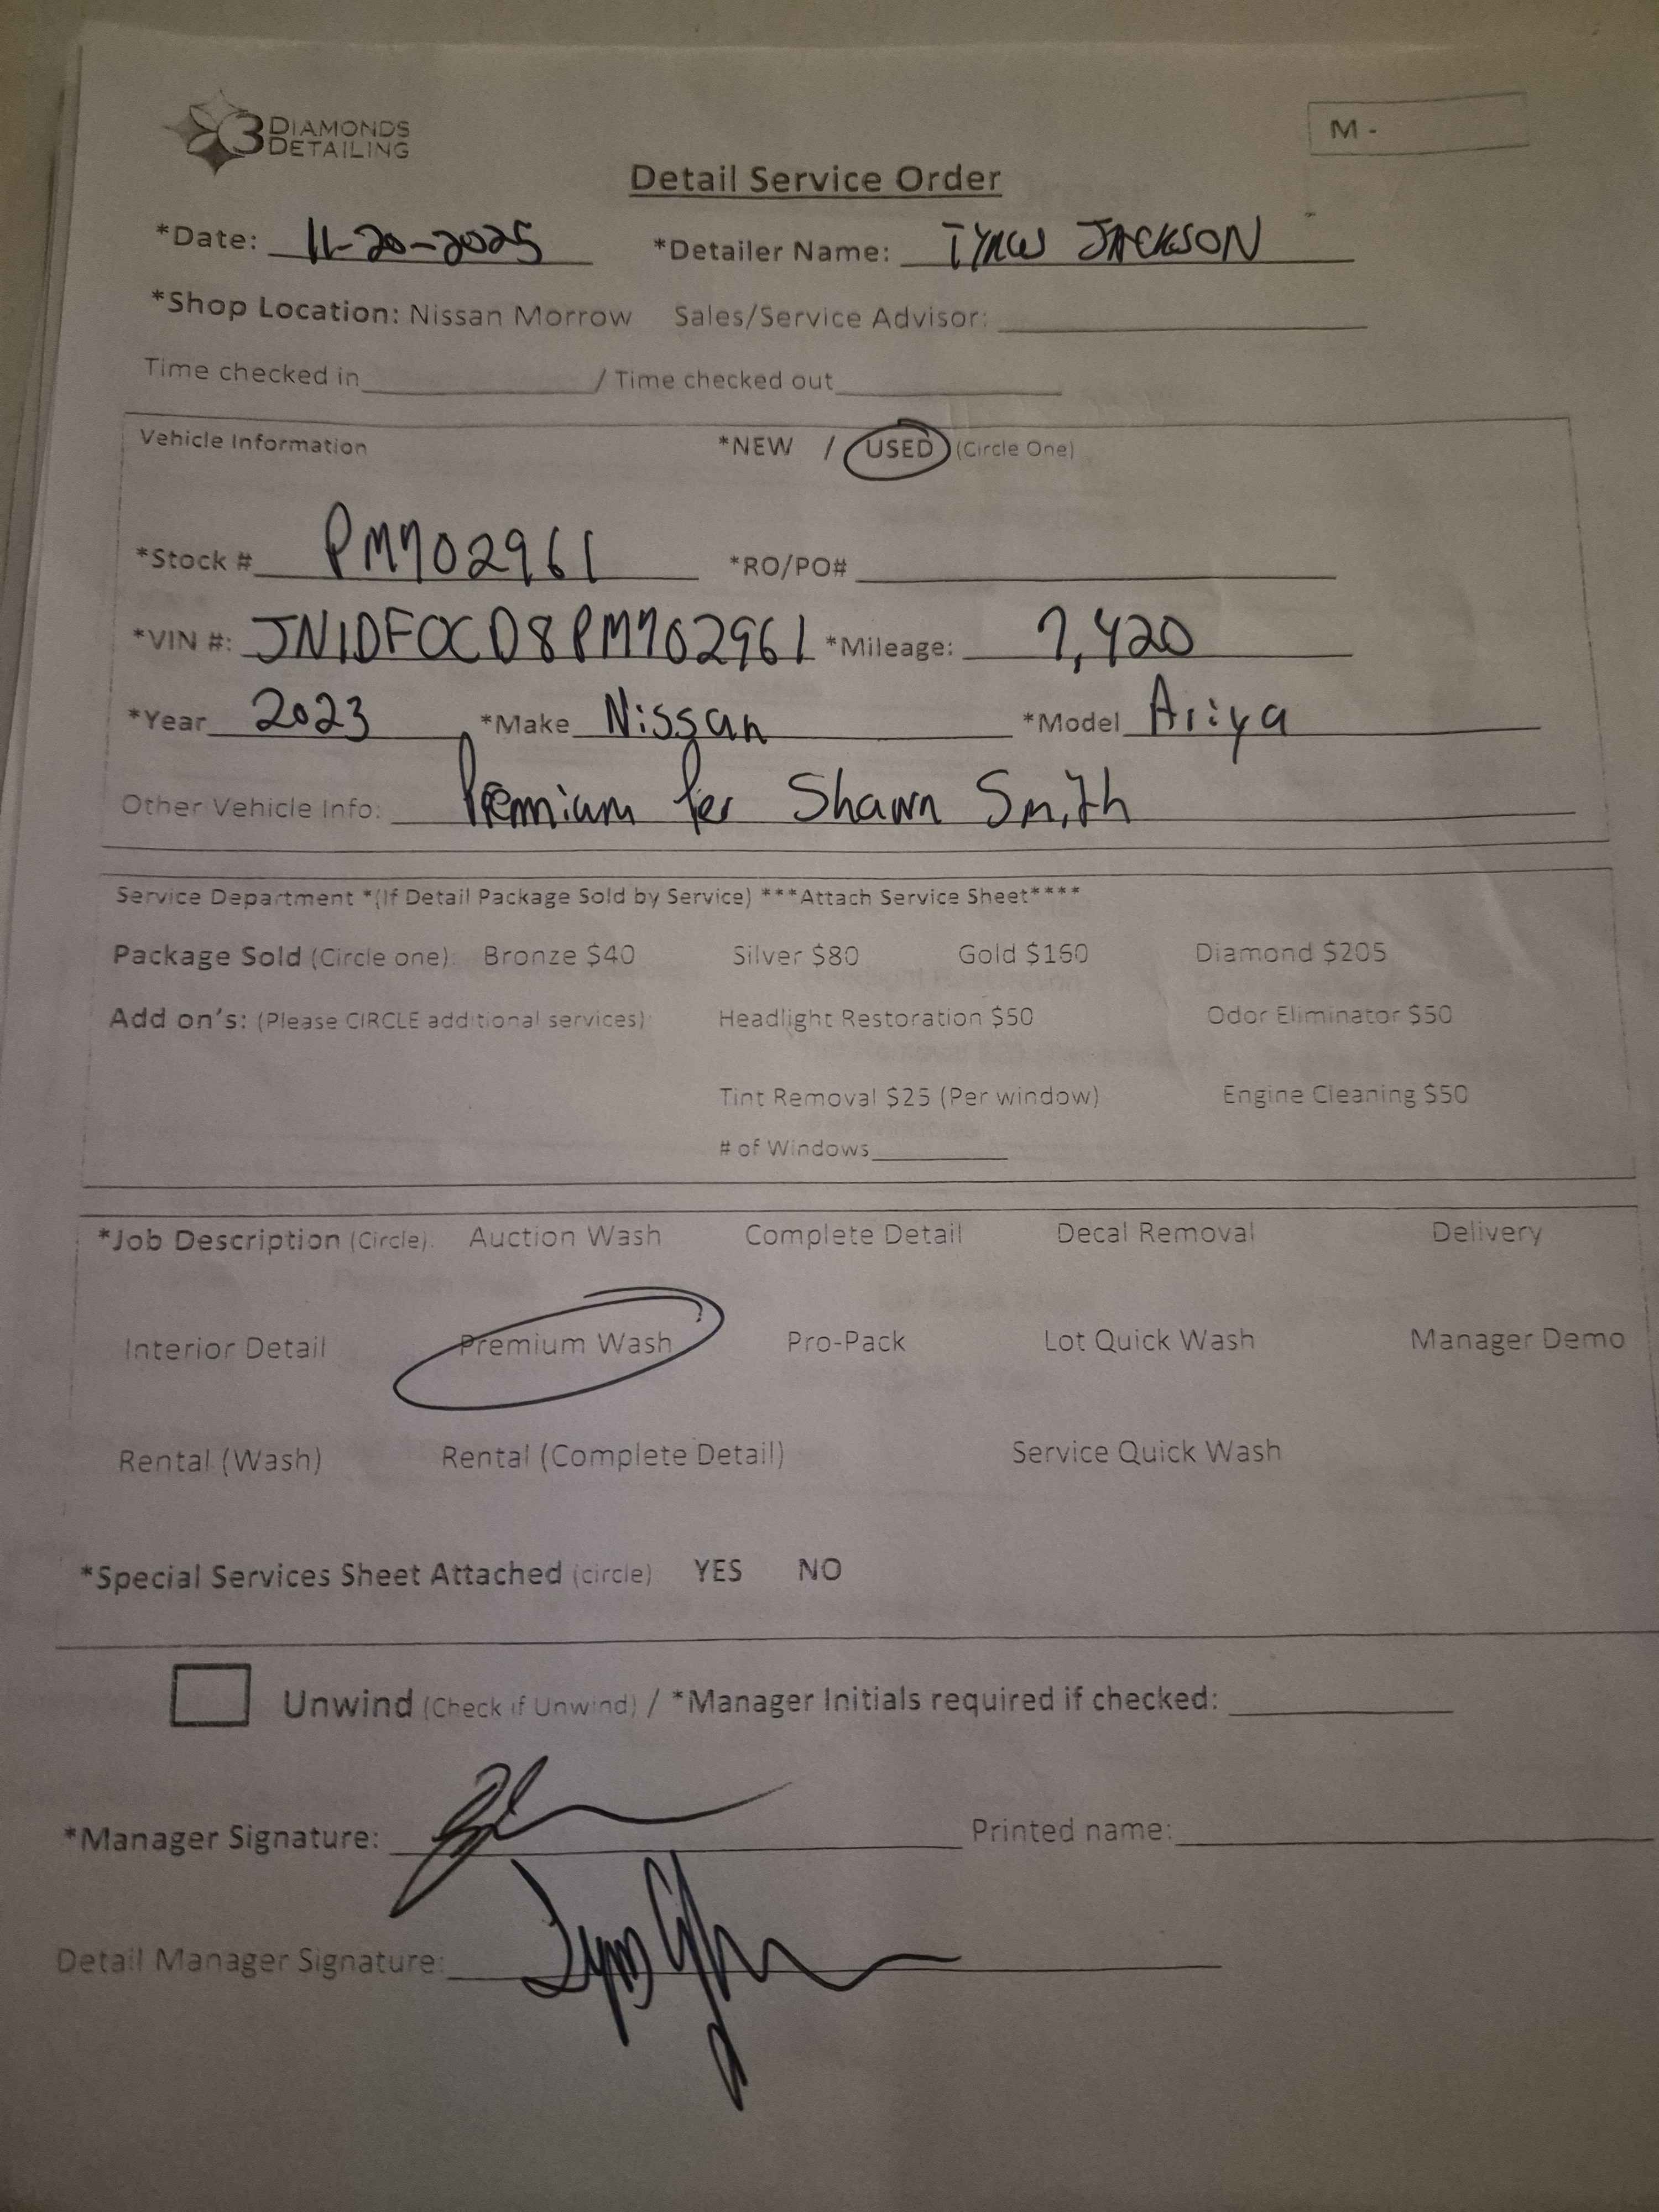 3 DIAMONDS DETAILING
M -
Detail Service Order
*Date: 11-20-2025 *Detailer Name: JACKSON
*Shop Location: Nissan Morrow Sales/Service Advisor:
Time checked in / Time checked out
Vehicle Information *NEW / USED (Circle One)
*Stock # PM702961 *RO/PO#
*VIN #: JN1DF0CD8PM702961 *Mileage: 7,420
*Year 2023 *Make Nissan *Model Ariya
Other Vehicle Info: Premium Per Shawn Smith
Service Department *(If Detail Package Sold by Service) ***Attach Service Sheet****
Package Sold (Circle one): Bronze $40 Silver $80 Gold $160 Diamond $205
Add on's: (Please CIRCLE additional services) Headlight Restoration $50 Odor Eliminator $50
Tint Removal $25 (Per window) Engine Cleaning $50
# of Windows
*Job Description (Circle): Auction Wash Complete Detail Decal Removal Delivery
Interior Detail Premium Wash Pro-Pack Lot Quick Wash Manager Demo
Rental (Wash) Rental (Complete Detail) Service Quick Wash
*Special Services Sheet Attached (circle) YES NO
Unwind (Check if Unwind) / *Manager Initials required if checked:
*Manager Signature: Printed name:
Detail Manager Signature: